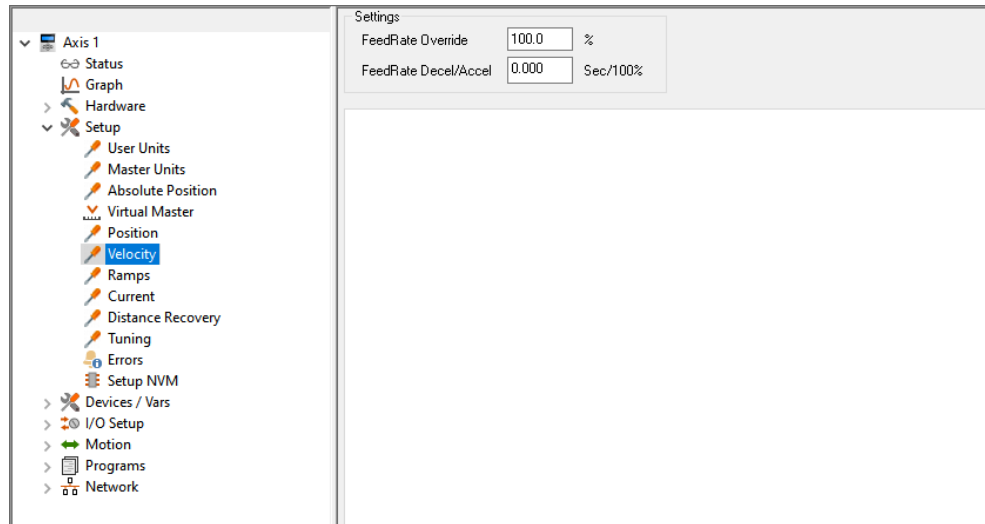 Axis 1
Status
Graph
Hardware
Setup
User Units
Master Units
Absolute Position
Virtual Master
Position
Velocity
Ramps
Current
Distance Recovery
Tuning
Errors
Setup NVM
Devices / Vars
I/O Setup
Motion
Programs
Network
Settings
FeedRate Override 100.0 %
FeedRate Decel/Accel 0.000 Sec/100%